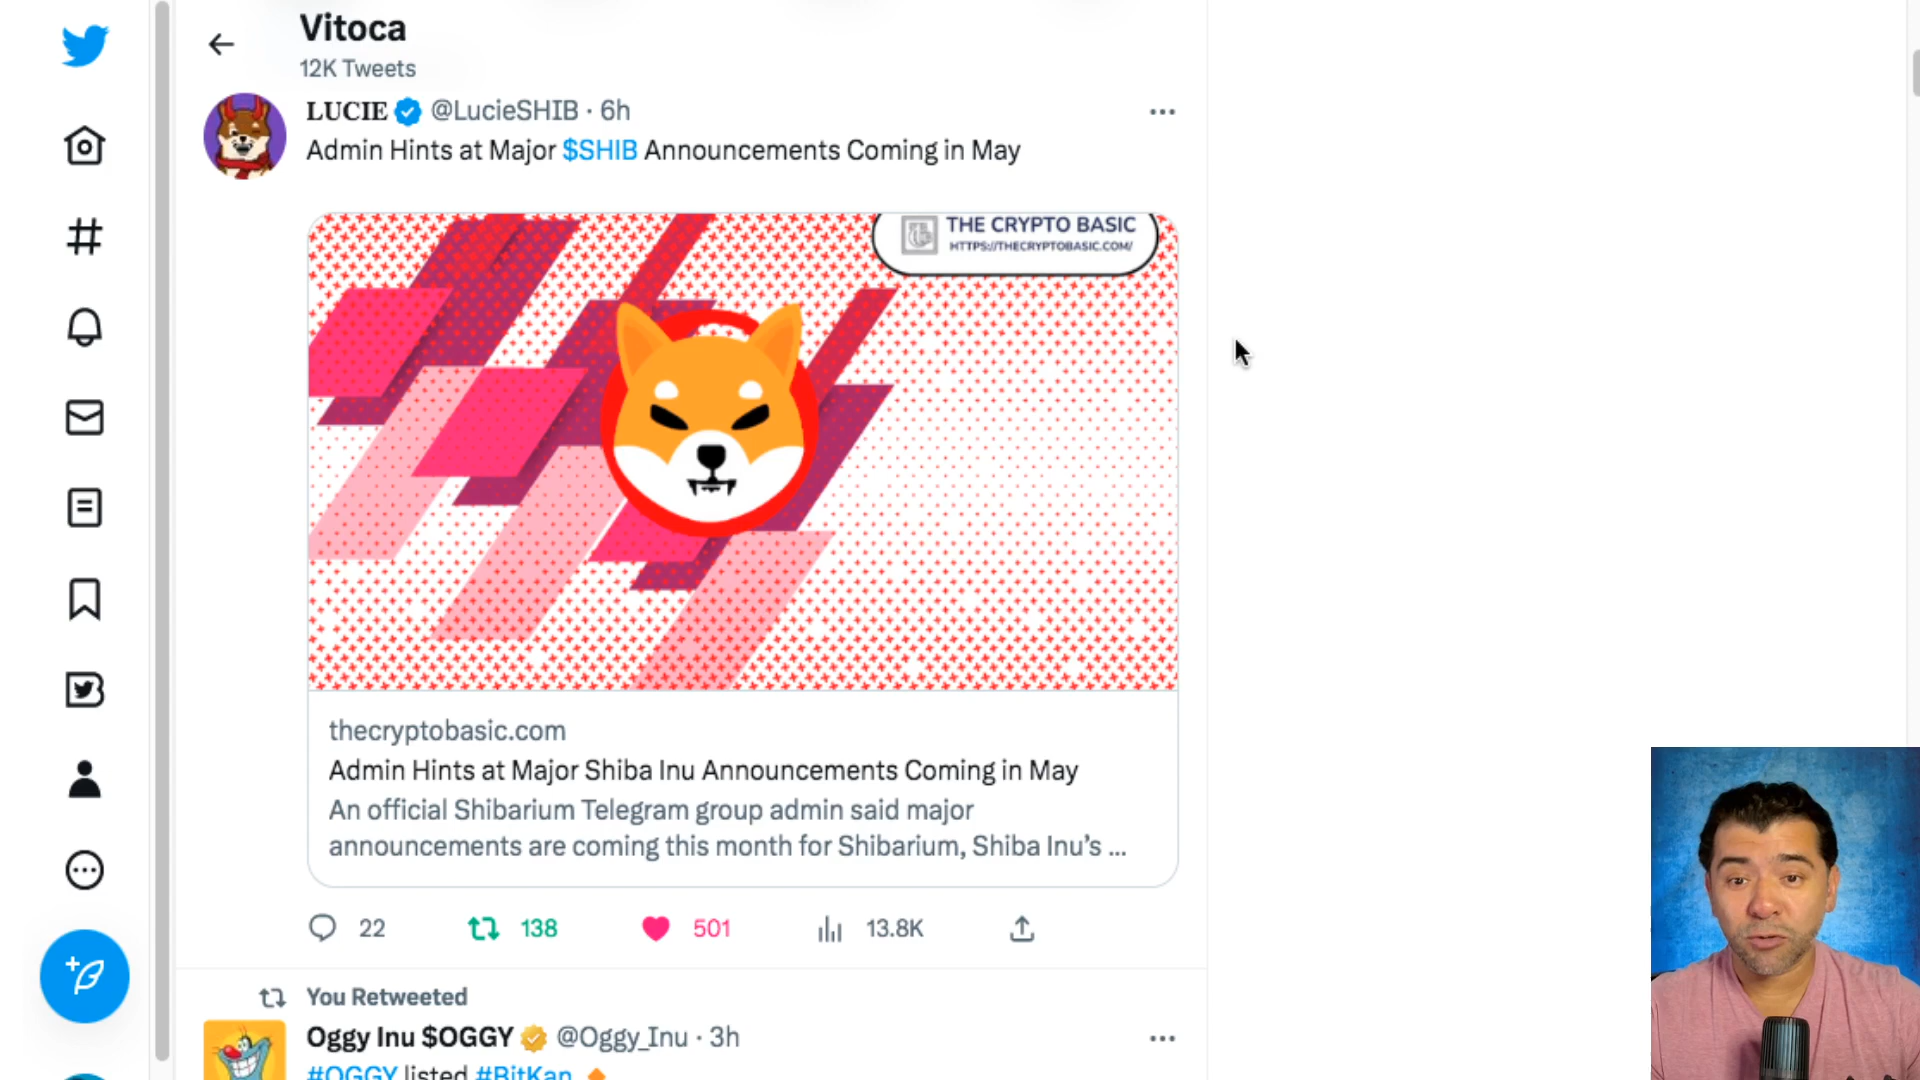 Vitoca
12K Tweets
LUCIE @LucieSHIB · 6h
Admin Hints at Major $SHIB Announcements Coming in May
THE CRYPTO BASIC
HTTPS://THECRYPTOBASIC.COM/
thecryptobasic.com
Admin Hints at Major Shiba Inu Announcements Coming in May
An official Shibarium Telegram group admin said major
announcements are coming this month for Shibarium, Shiba Inu’s ...
22 138 501 13.8K
You Retweeted
Oggy Inu $OGGY @Oggy_Inu · 3h
#OGGY listed #BitKan